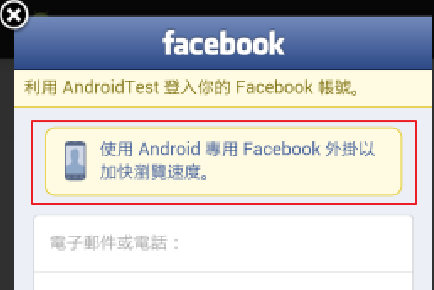 facebook
利用 AndroidTest 登入你的 Facebook 帳號。
使用 Android 專用 Facebook 外掛以
加快瀏覽速度。
電子郵件或電話：